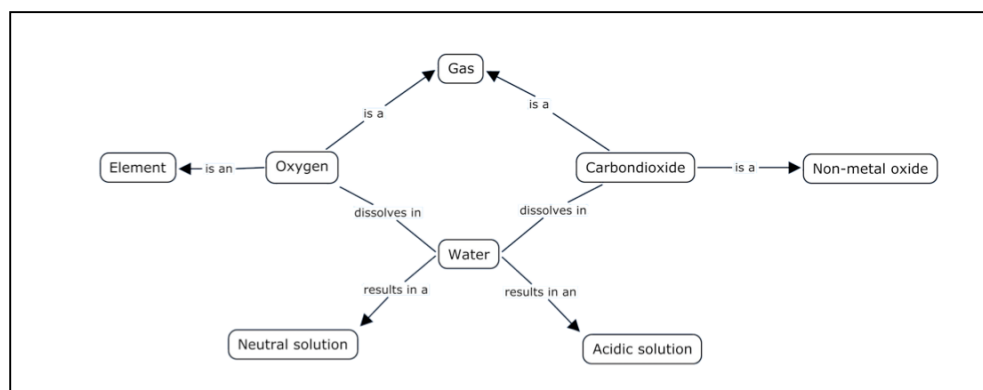 Gas
is a
is a
Element
is an
Oxygen
Carbondioxide
is a
Non-metal oxide
dissolves in
dissolves in
Water
results in a
results in an
Neutral solution
Acidic solution